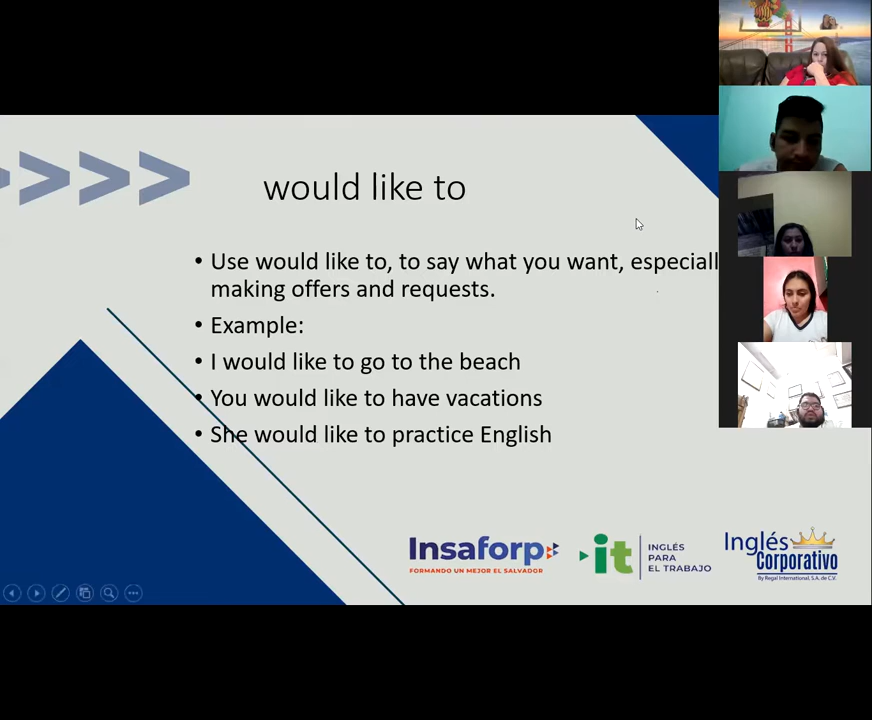 would like to
• Use would like to, to say what you want, especiall
making offers and requests.
• Example:
• I would like to go to the beach
• You would like to have vacations
• She would like to practice English
Insaforp
FORMANDO UN MEJOR EL SALVADOR
it
INGLÉS
PARA
EL TRABAJO
Inglés
Corporativo
By Regal International, S.A. de C.V.